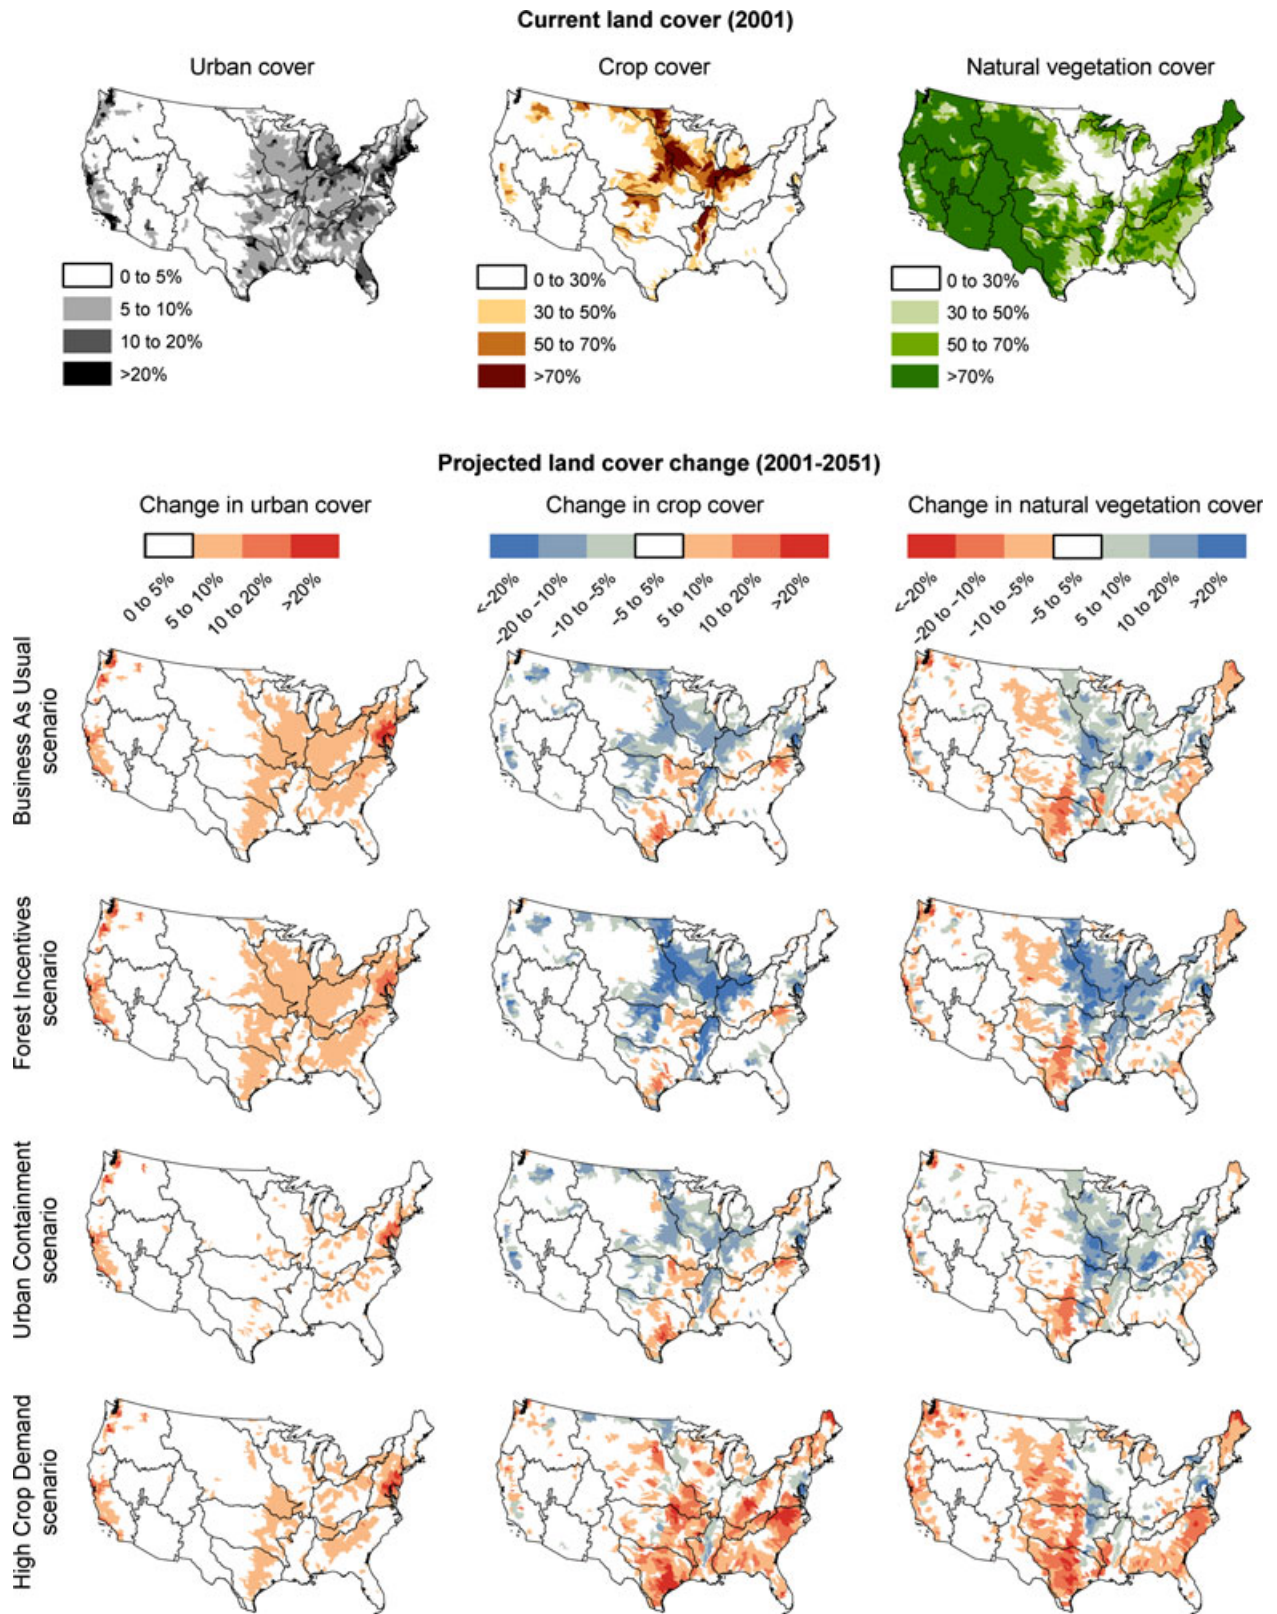 Current land cover (2001)
Urban cover
Crop cover
Natural vegetation cover
0 to 5%
5 to 10%
10 to 20%
>20%
0 to 30%
30 to 50%
50 to 70%
>70%
0 to 30%
30 to 50%
50 to 70%
>70%
Projected land cover change (2001-2051)
Change in urban cover
Change in crop cover
Change in natural vegetation cover
0 to 5%
5 to 10%
10 to 20%
>20%
<-20%
-20 to -10%
-10 to -5%
-5 to 5%
5 to 10%
10 to 20%
>20%
<-20%
-20 to -10%
-10 to -5%
-5 to 5%
5 to 10%
10 to 20%
>20%
Business As Usual
scenario
Forest Incentives
scenario
Urban Containment
scenario
High Crop Demand
scenario